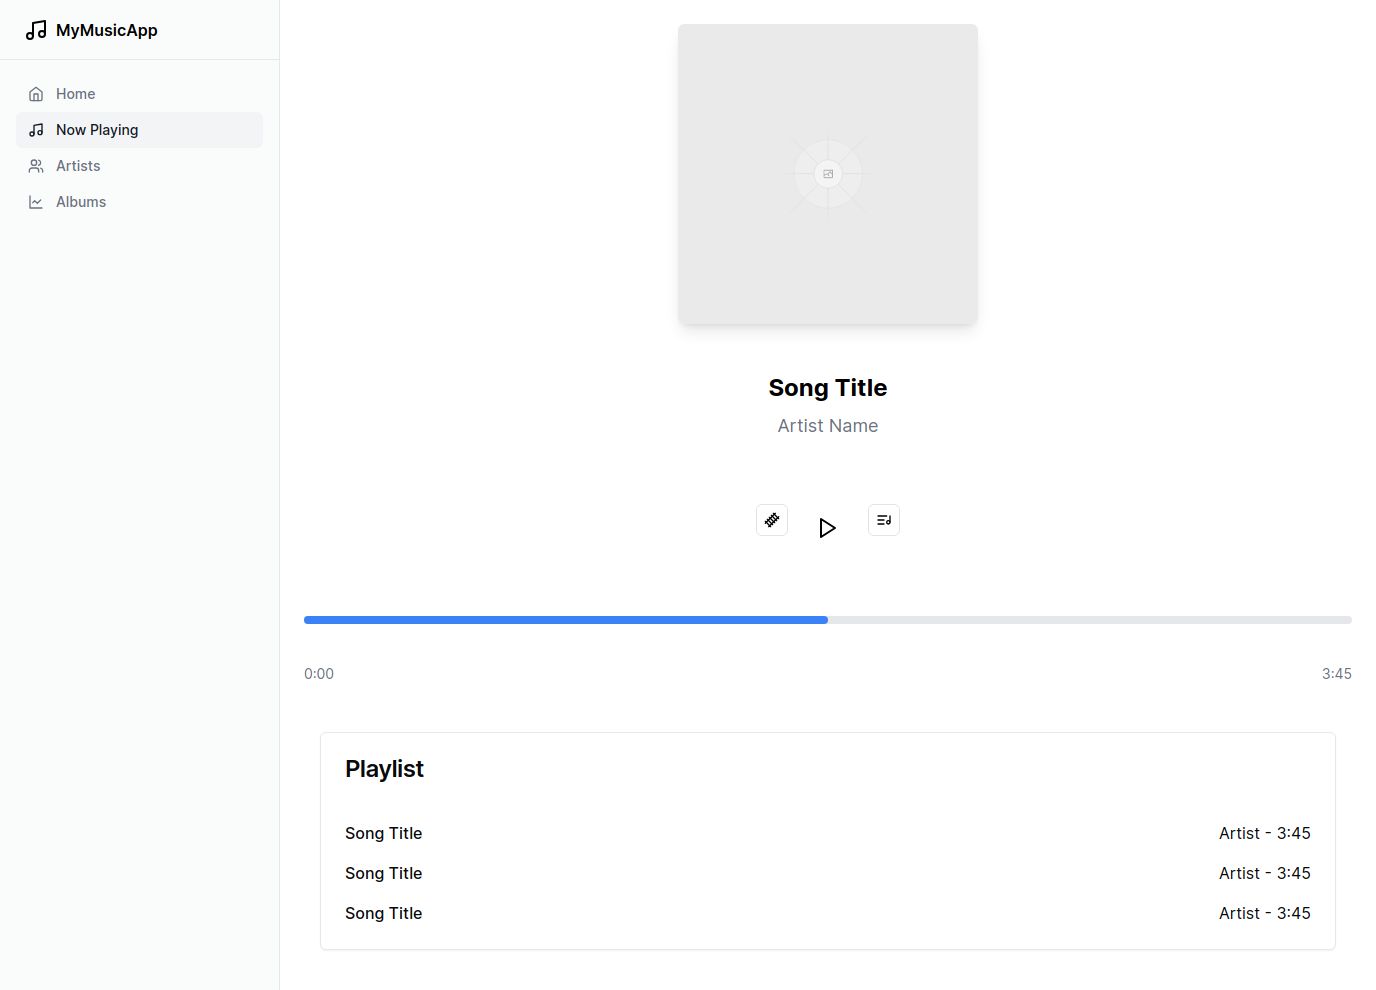 MyMusicApp
Home
Now Playing
Artists
Albums
Song Title
Artist Name
0:00 3:45
Playlist
Song Title Artist - 3:45
Song Title Artist - 3:45
Song Title Artist - 3:45